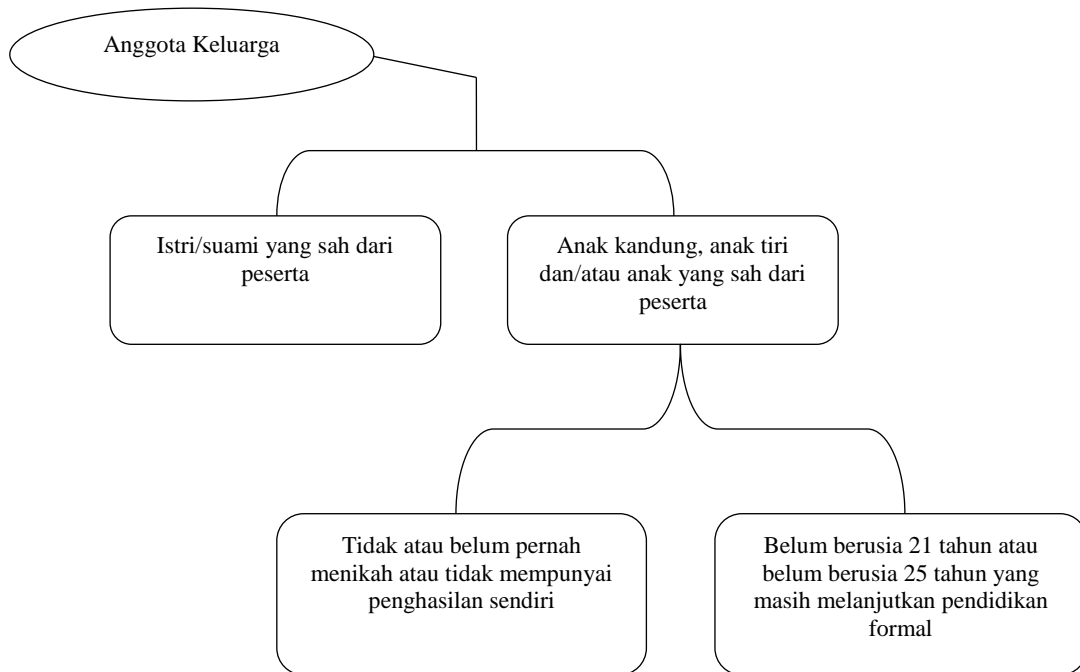 Anggota Keluarga
Istri/suami yang sah dari
peserta
Anak kandung, anak tiri
dan/atau anak yang sah dari
peserta
Tidak atau belum pernah
menikah atau tidak mempunyai
penghasilan sendiri
Belum berusia 21 tahun atau
belum berusia 25 tahun yang
masih melanjutkan pendidikan
formal